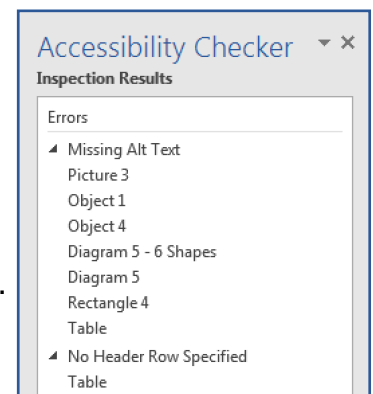 Accessibility Checker
Inspection Results
Errors
Missing Alt Text
Picture 3
Object 1
Object 4
Diagram 5 - 6 Shapes
Diagram 5
Rectangle 4
Table
No Header Row Specified
Table